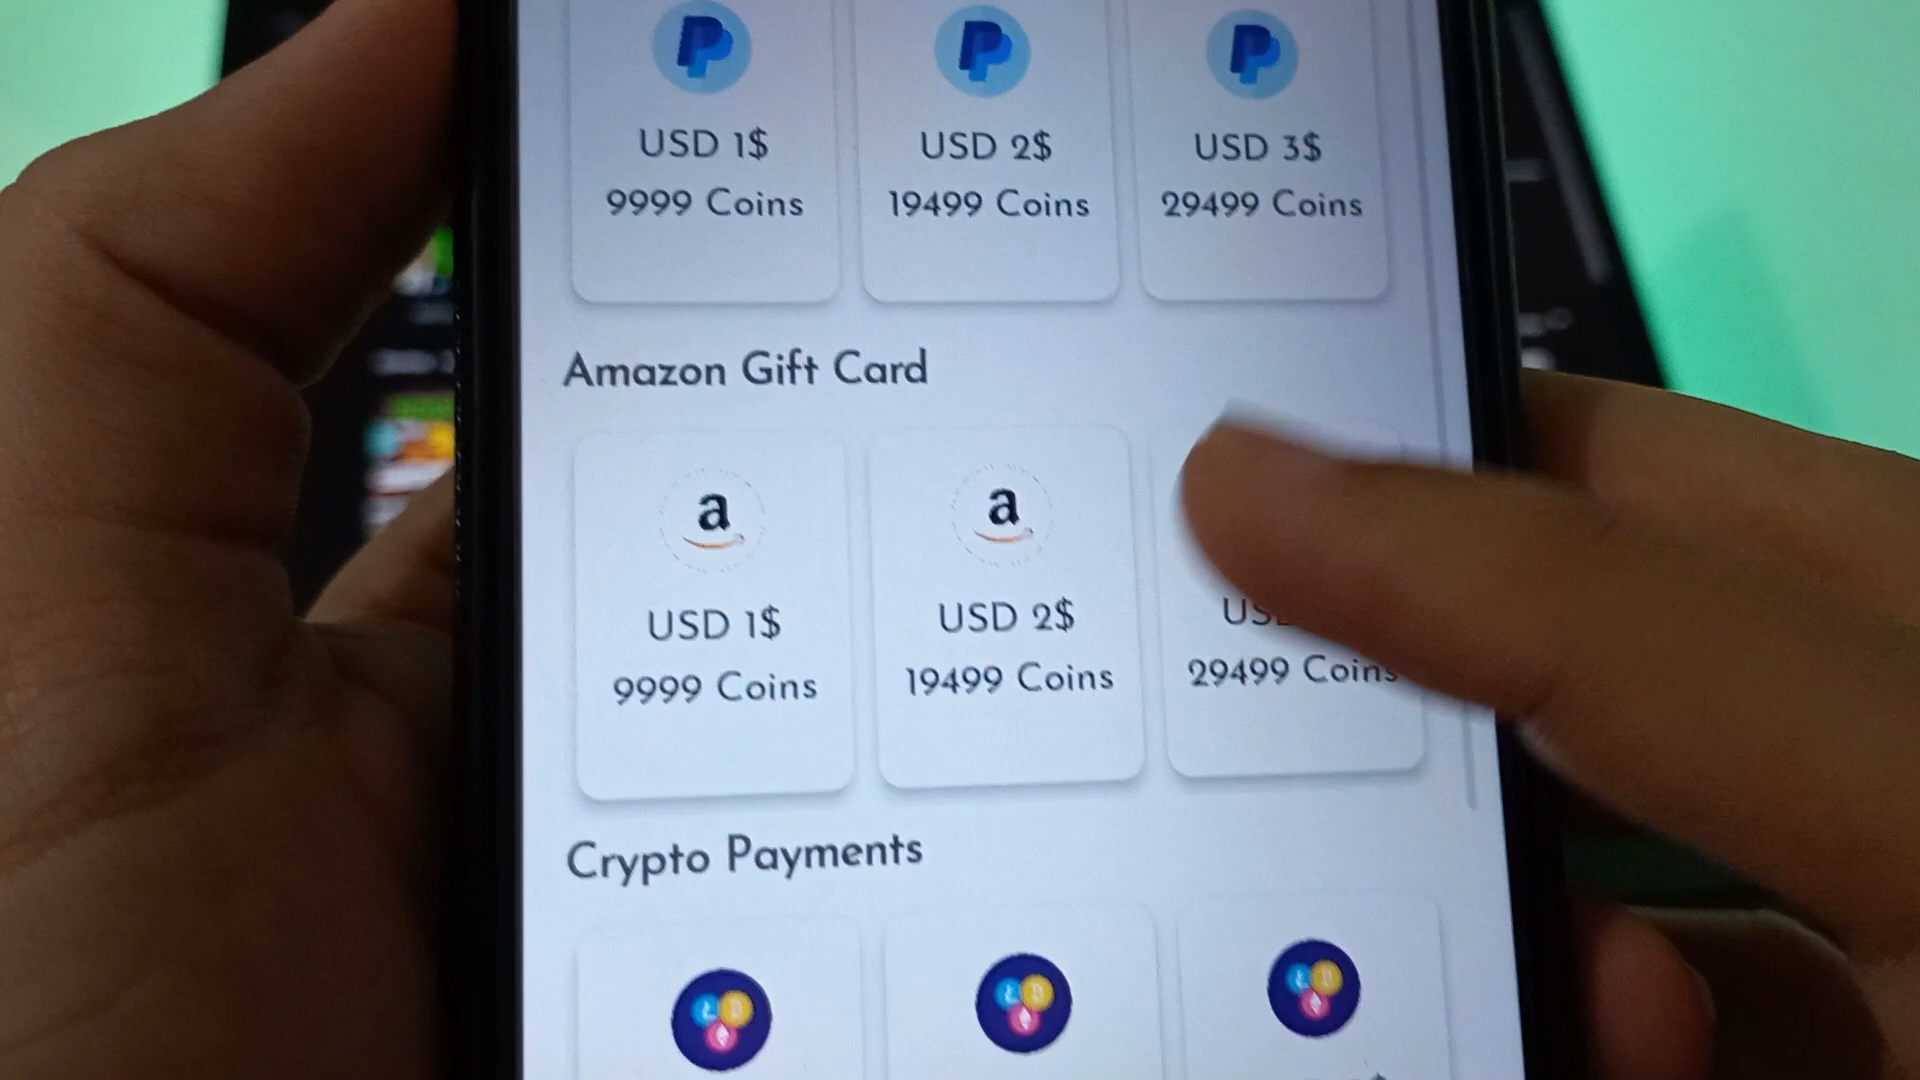 USD 1$
9999 Coins
USD 2$
19499 Coins
USD 3$
29499 Coins
Amazon Gift Card
a
USD 1$
9999 Coins
a
USD 2$
19499 Coins
29499 Coins
Crypto Payments